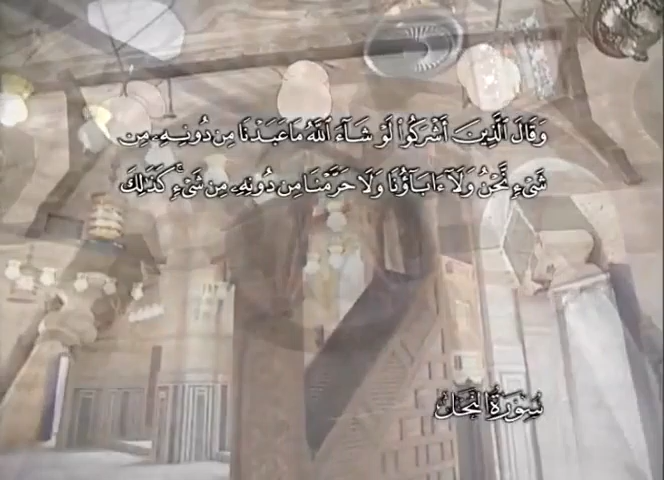 وَقَالَ ٱلَّذِينَ أَشْرَكُوا۟ لَوْ شَآءَ ٱللَّهُ مَا عَبَدْنَا مِن دُونِهِۦ مِن
شَىْءٍ نَّحْنُ وَلَآ ءَابَآؤُنَا وَلَا حَرَّمْنَا مِن دُونِهِۦ مِن شَىْءٍ ۚ كَذَٰلِكَ
سُورَةُ النَّحْلِ